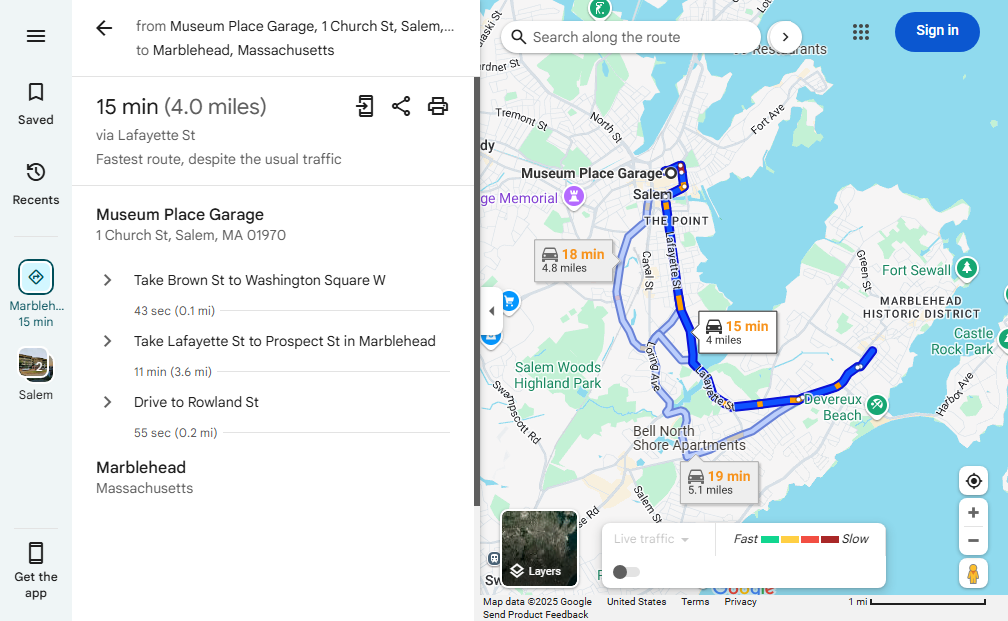 Saved
Recents
Marbleh...
15 min
2
Salem
Get the
app
from Museum Place Garage, 1 Church St, Salem,...
to Marblehead, Massachusetts
15 min (4.0 miles)
via Lafayette St
Fastest route, despite the usual traffic
Museum Place Garage
1 Church St, Salem, MA 01970
Take Brown St to Washington Square W
43 sec (0.1 mi)
Take Lafayette St to Prospect St in Marblehead
11 min (3.6 mi)
Drive to Rowland St
55 sec (0.2 mi)
Marblehead
Massachusetts
Search along the route
Restaurants
Sign in
Tremont St
North St
Fort Ave
dy
Museum Place Garage
Salem
ge Memorial
THE POINT
18 min
4.8 miles
Canal St
Lafayette St
Green St
Fort Sewall
MARBLEHEAD
HISTORIC DISTRICT
15 min
4 miles
Castle
Rock Park
Salem Woods
Highland Park
Loring Ave
Lafayette St
Swampscott Rd
Devereux
Beach
Harbor Ave
Bell North
Shore Apartments
19 min
5.1 miles
Salem St
se Rd
Layers
Live traffic
Fast
Slow
Google
Map data ©2025 Google
United States
Terms
Privacy
1 mi
Send Product Feedback